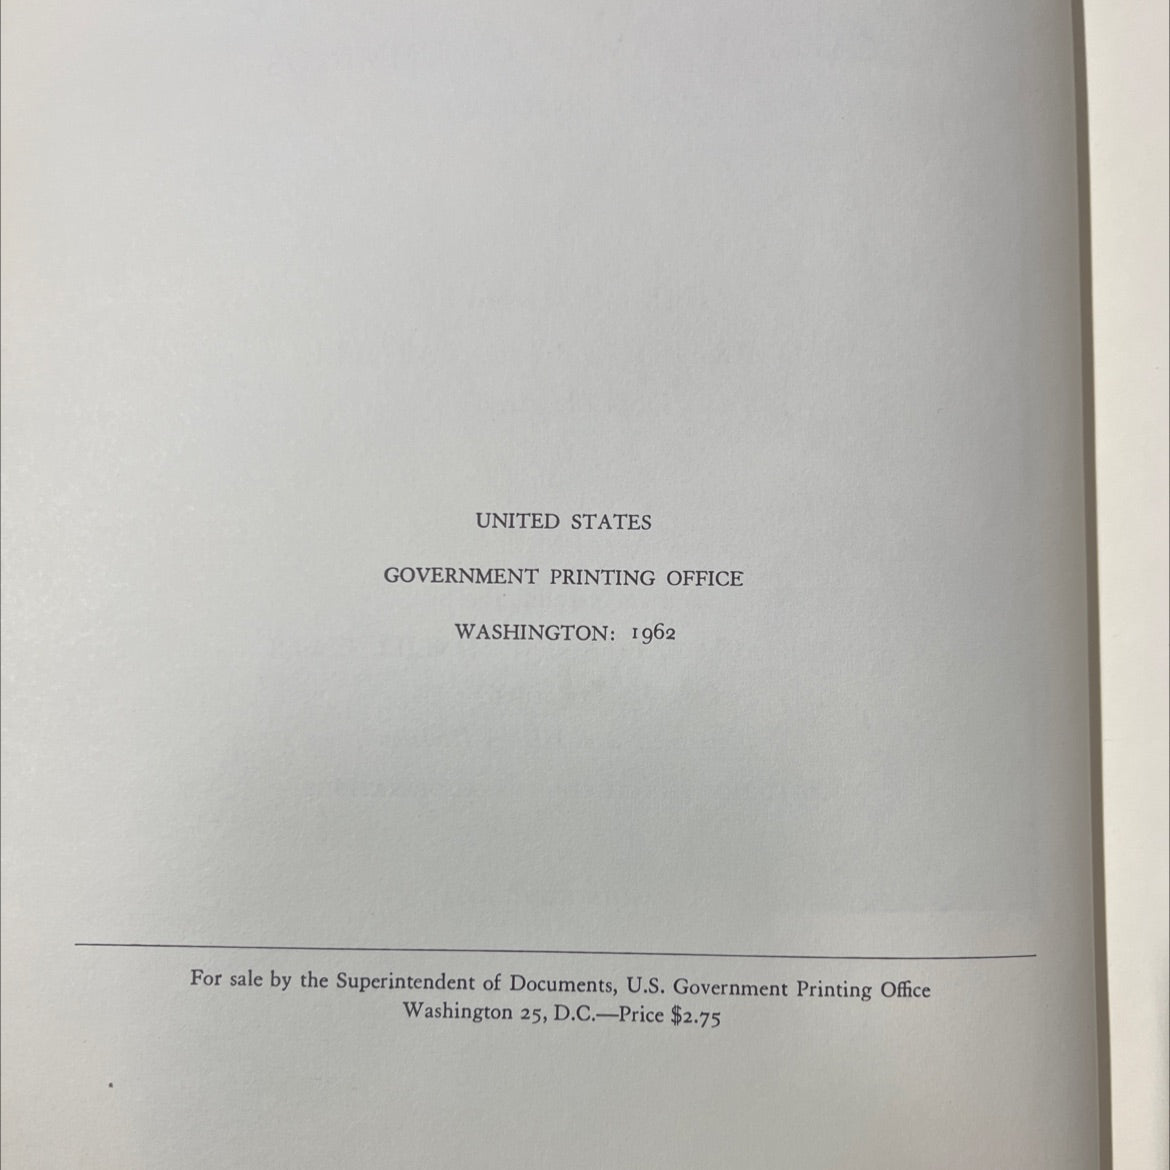 UNITED STATES
GOVERNMENT PRINTING OFFICE
WASHINGTON: 1962
For sale by the Superintendent of Documents, U.S. Government Printing Office
Washington 25, D.C.—Price $2.75